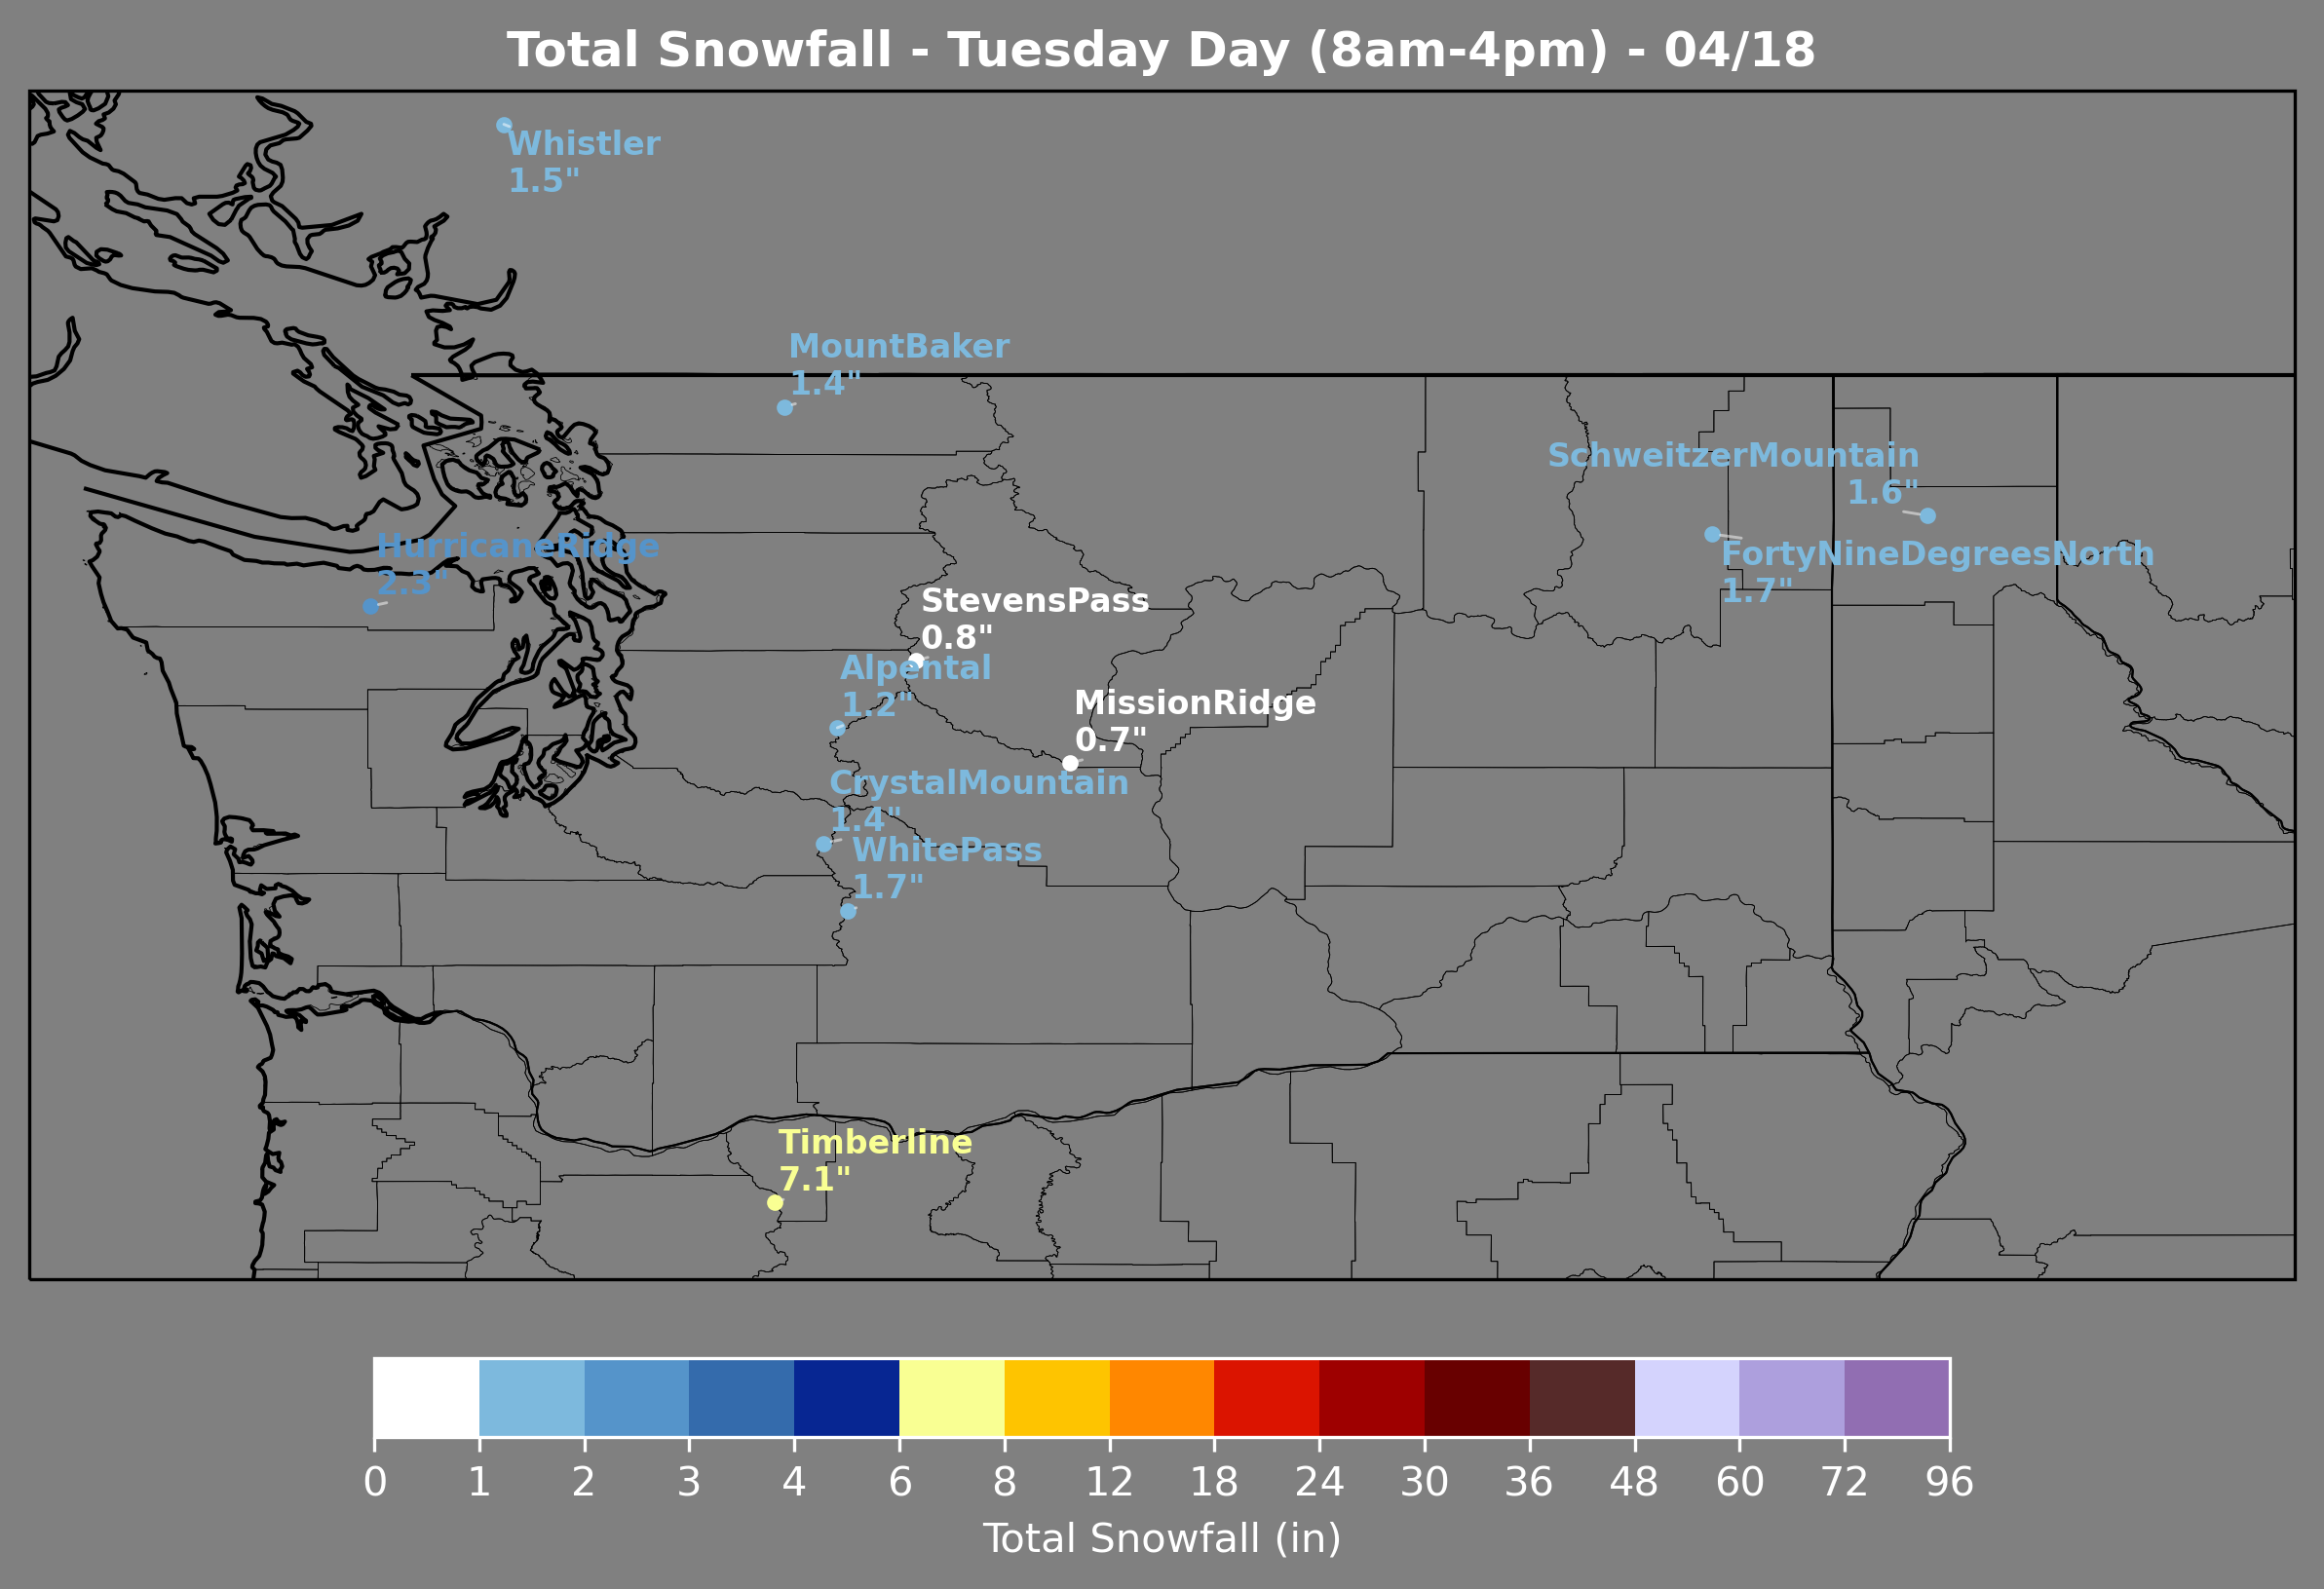 Total Snowfall - Tuesday Day (8am-4pm) - 04/18
Whistler
1.5"
MountBaker
1.4"
SchweitzerMountain
1.6"
HurricaneRidge
2.3"
FortyNineDegreesNorth
1.7"
StevensPass
0.8"
Alpental
1.2"
MissionRidge
0.7"
CrystalMountain
1.4"
WhitePass
1.7"
Timberline
7.1"
0 1 2 3 4 6 8 12 18 24 30 36 48 60 72 96
Total Snowfall (in)